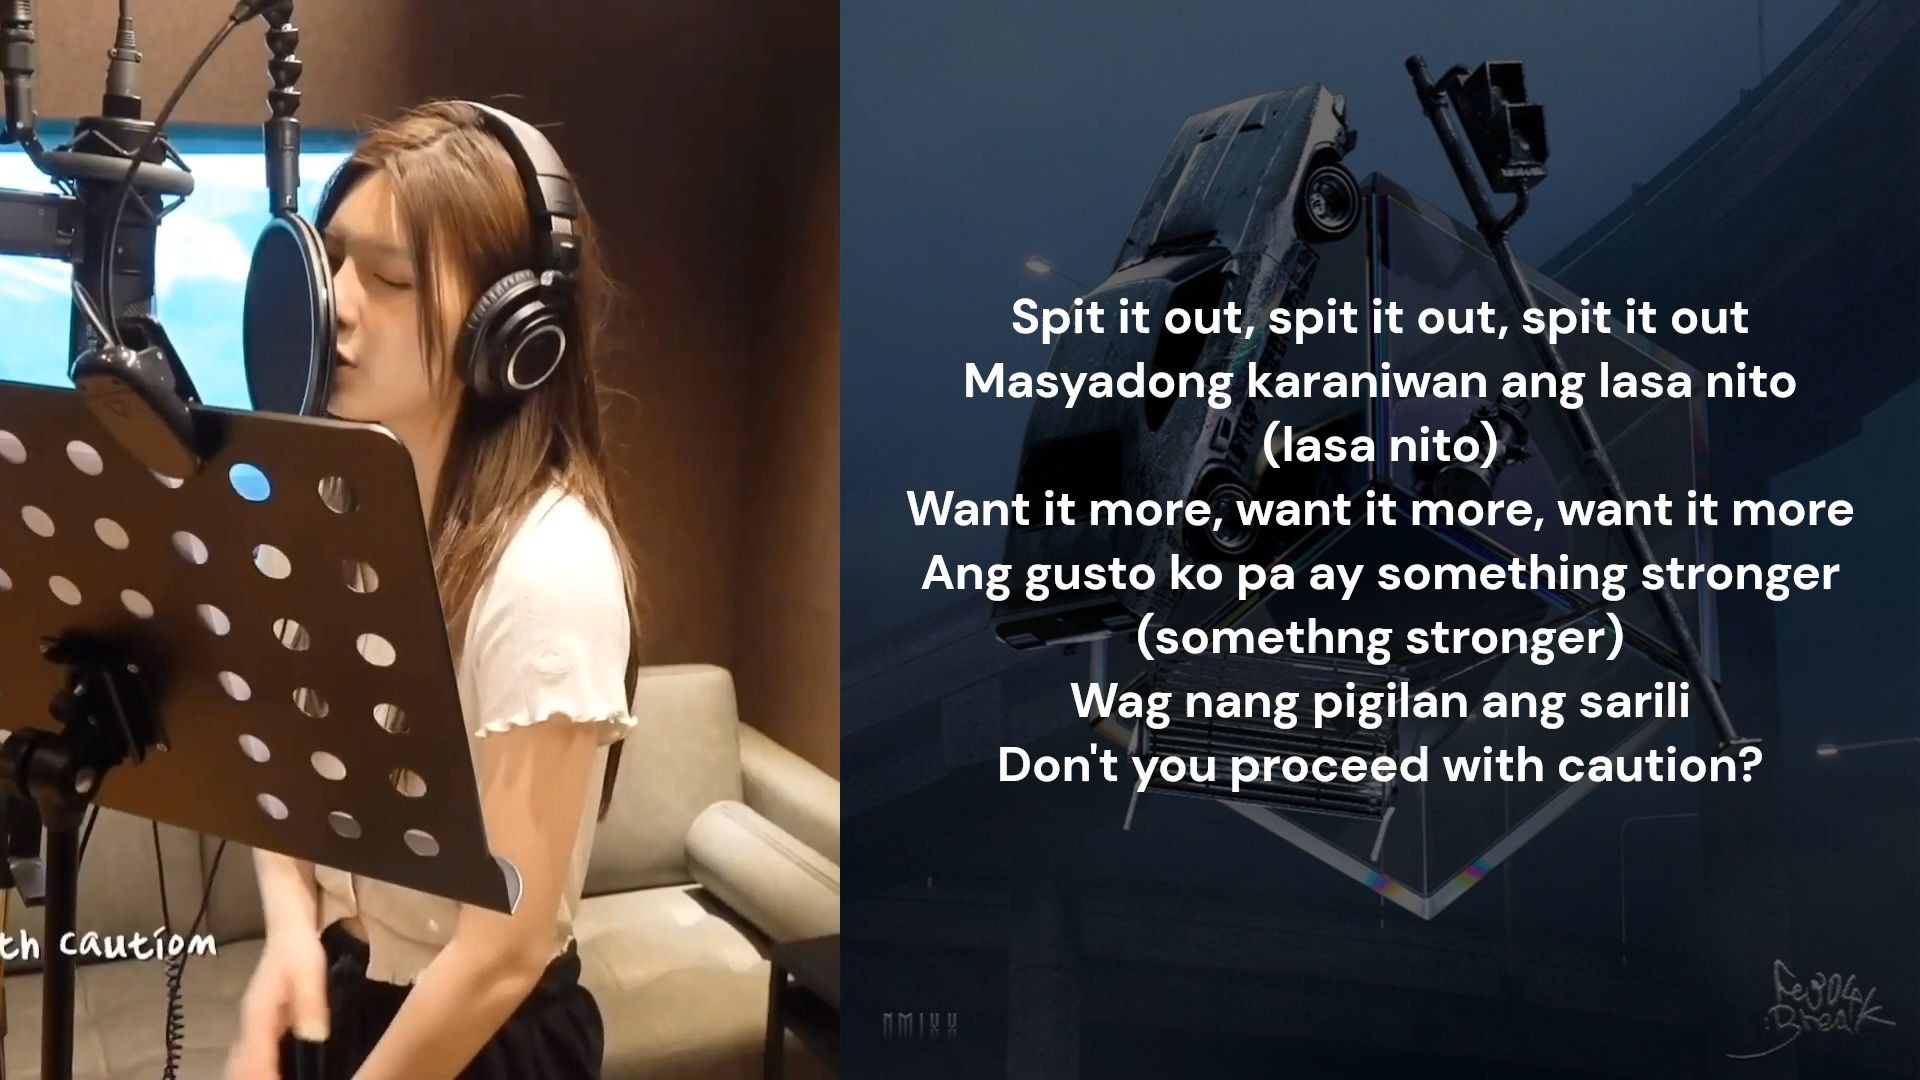 Spit it out, spit it out, spit it out
Masyadong karaniwan ang lasa nito
(lasa nito)
Want it more, want it more, want it more
Ang gusto ko pa ay something stronger
(somethng stronger)
Wag nang pigilan ang sarili
Don't you proceed with caution?
th caution
NMIXX
Fe3O4
:Break